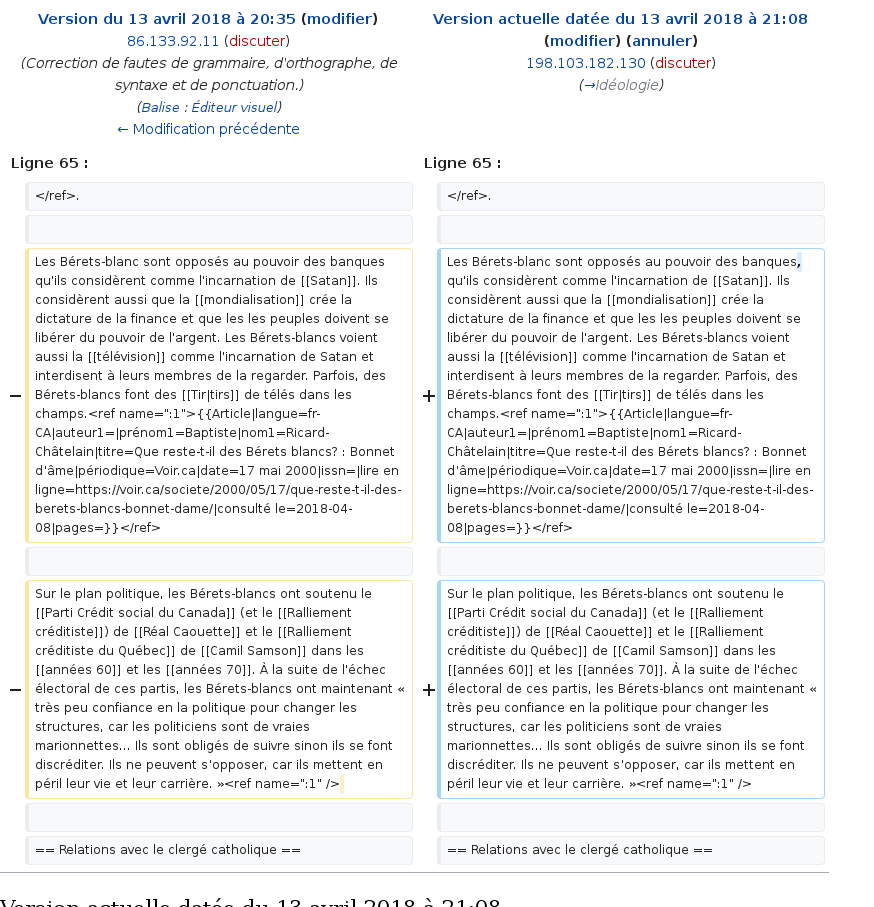 Version du 13 avril 2018 à 20:35 (modifier)
86.133.92.11 (discuter)
(Correction de fautes de grammaire, d'orthographe, de
syntaxe et de ponctuation.)
(Balise : Éditeur visuel)
← Modification précédente
Version actuelle datée du 13 avril 2018 à 21:08
(modifier) (annuler)
198.103.182.130 (discuter)
(→Idéologie)
Ligne 65 :
Ligne 65 :
</ref>.
</ref>.
−
Les Bérets-blanc sont opposés au pouvoir des banques
qu'ils considèrent comme l'incarnation de [[Satan]]. Ils
considèrent aussi que la [[mondialisation]] crée la
dictature de la finance et que les les peuples doivent se
libérer du pouvoir de l'argent. Les Bérets-blancs voient
aussi la [[télévision]] comme l'incarnation de Satan et
interdisent à leurs membres de la regarder. Parfois, des
Bérets-blancs font des [[Tir|tirs]] de télés dans les
champs.<ref name=":1">{{Article|langue=fr-
CA|auteur1=|prénom1=Baptiste|nom1=Ricard-
Châtelain|titre=Que reste-t-il des Bérets blancs? : Bonnet
d'âme|périodique=Voir.ca|date=17 mai 2000|issn=|lire en
ligne=https://voir.ca/societe/2000/05/17/que-reste-t-il-des-
berets-blancs-bonnet-dame/|consulté le=2018-04-
08|pages=}}</ref>
+
Les Bérets-blanc sont opposés au pouvoir des banques,
qu'ils considèrent comme l'incarnation de [[Satan]]. Ils
considèrent aussi que la [[mondialisation]] crée la
dictature de la finance et que les les peuples doivent se
libérer du pouvoir de l'argent. Les Bérets-blancs voient
aussi la [[télévision]] comme l'incarnation de Satan et
interdisent à leurs membres de la regarder. Parfois, des
Bérets-blancs font des [[Tir|tirs]] de télés dans les
champs.<ref name=":1">{{Article|langue=fr-
CA|auteur1=|prénom1=Baptiste|nom1=Ricard-
Châtelain|titre=Que reste-t-il des Bérets blancs? : Bonnet
d'âme|périodique=Voir.ca|date=17 mai 2000|issn=|lire en
ligne=https://voir.ca/societe/2000/05/17/que-reste-t-il-des-
berets-blancs-bonnet-dame/|consulté le=2018-04-
08|pages=}}</ref>
−
Sur le plan politique, les Bérets-blancs ont soutenu le
[[Parti Crédit social du Canada]] (et le [[Ralliement
créditiste]]) de [[Réal Caouette]] et le [[Ralliement
créditiste du Québec]] de [[Camil Samson]] dans les
[[années 60]] et les [[années 70]]. À la suite de l'échec
électoral de ces partis, les Bérets-blancs ont maintenant «
très peu confiance en la politique pour changer les
structures, car les politiciens sont de vraies
marionnettes... Ils sont obligés de suivre sinon ils se font
discréditer. Ils ne peuvent s'opposer, car ils mettent en
péril leur vie et leur carrière. »<ref name=":1" />
+
Sur le plan politique, les Bérets-blancs ont soutenu le
[[Parti Crédit social du Canada]] (et le [[Ralliement
créditiste]]) de [[Réal Caouette]] et le [[Ralliement
créditiste du Québec]] de [[Camil Samson]] dans les
[[années 60]] et les [[années 70]]. À la suite de l'échec
électoral de ces partis, les Bérets-blancs ont maintenant «
très peu confiance en la politique pour changer les
structures, car les politiciens sont de vraies
marionnettes... Ils sont obligés de suivre sinon ils se font
discréditer. Ils ne peuvent s'opposer, car ils mettent en
péril leur vie et leur carrière. »<ref name=":1" />
== Relations avec le clergé catholique ==
== Relations avec le clergé catholique ==
Version actuelle datée du 13 avril 2018 à 21:08